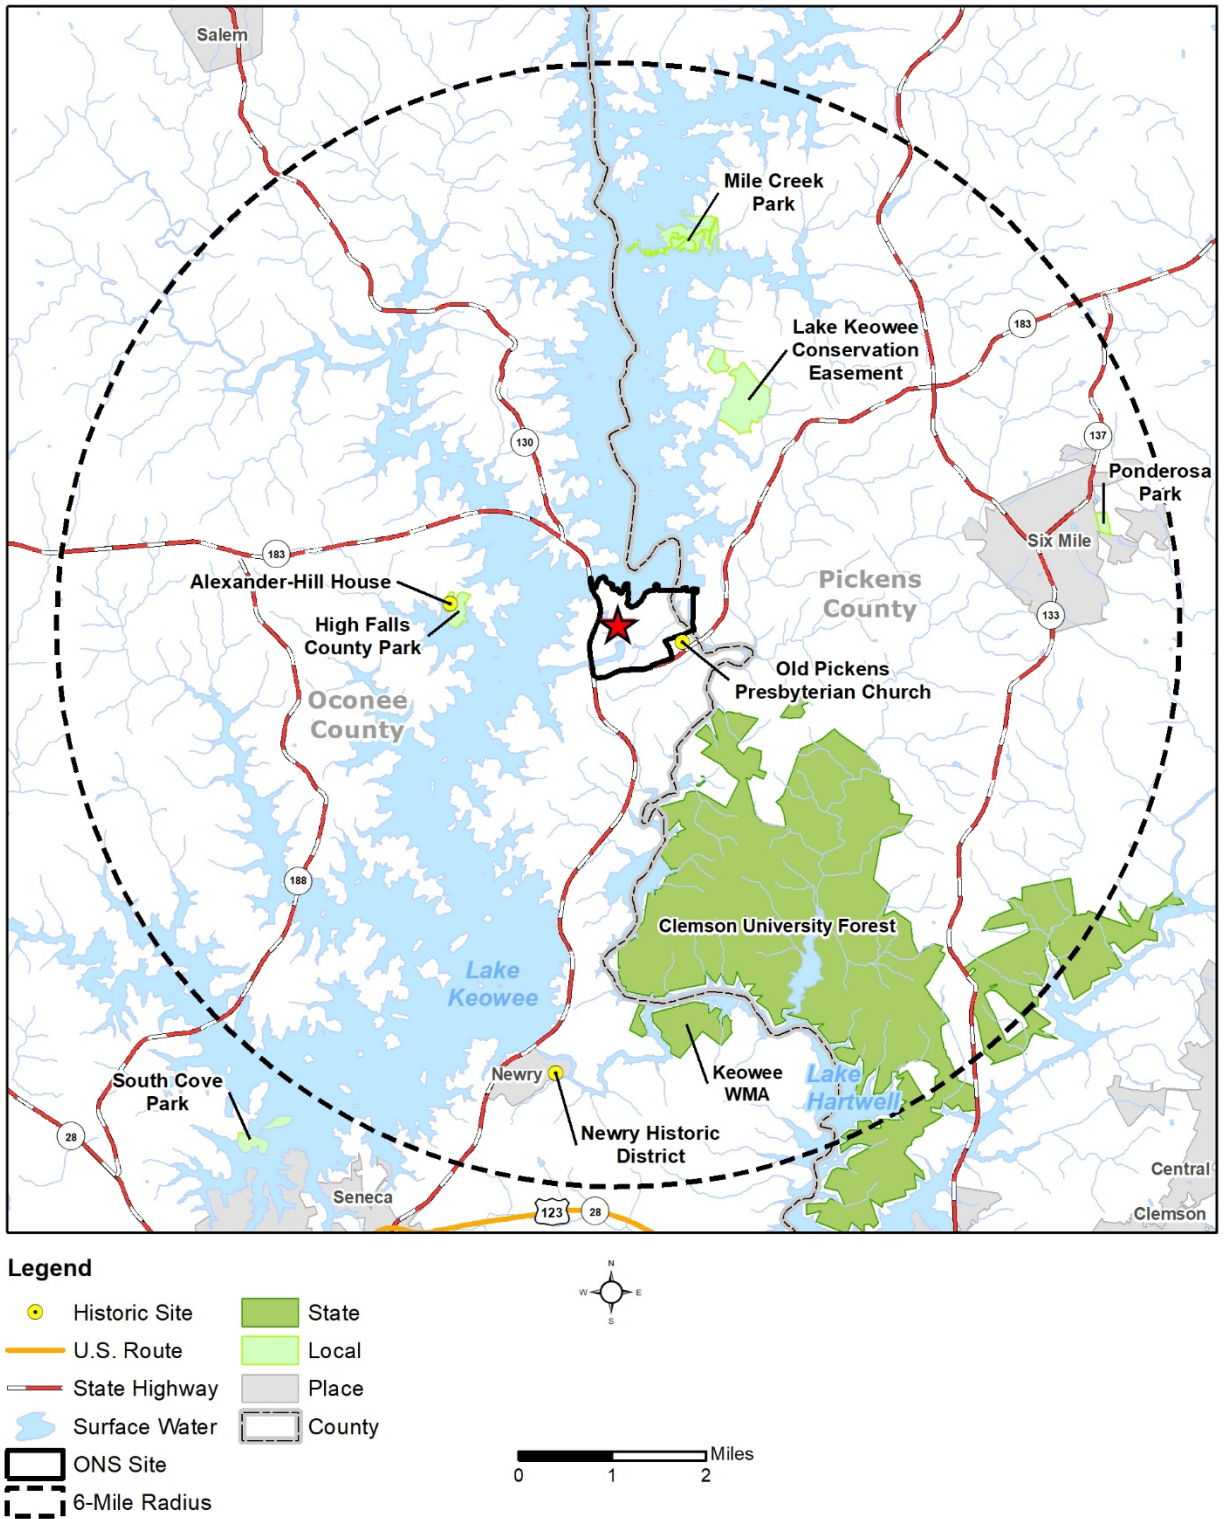 Salem
Mile Creek
Park
Lake Keowee
Conservation
Easement
183
130
137
Ponderosa
Park
Six Mile
183
Alexander-Hill House
High Falls
County Park
Pickens
County
133
Old Pickens
Presbyterian Church
Oconee
County
188
Clemson University Forest
Lake
Keowee
Keowee
WMA
Lake
Hartwell
Newry
South Cove
Park
28
Newry Historic
District
Seneca
123
28
Central
Clemson
Legend
Historic Site
U.S. Route
State Highway
Surface Water
ONS Site
6-Mile Radius
State
Local
Place
County
N
W
E
S
Miles
0
1
2